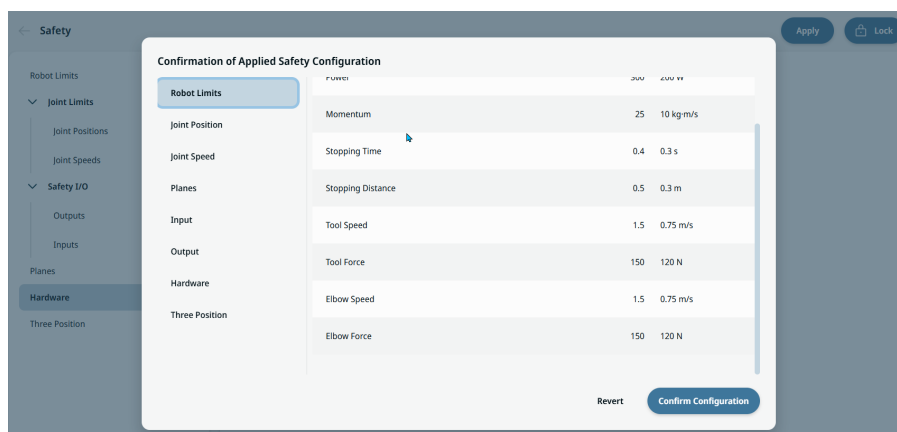 Safety
Apply
Lock
Confirmation of Applied Safety Configuration
Robot Limits
Joint Limits
Joint Positions
Joint Speeds
Safety I/O
Outputs
Inputs
Planes
Hardware
Three Position
Robot Limits
Joint Position
Joint Speed
Planes
Input
Output
Hardware
Three Position
Power 300 200 W
Momentum 25 10 kg·m/s
Stopping Time 0.4 0.3 s
Stopping Distance 0.5 0.3 m
Tool Speed 1.5 0.75 m/s
Tool Force 150 120 N
Elbow Speed 1.5 0.75 m/s
Elbow Force 150 120 N
Revert
Confirm Configuration